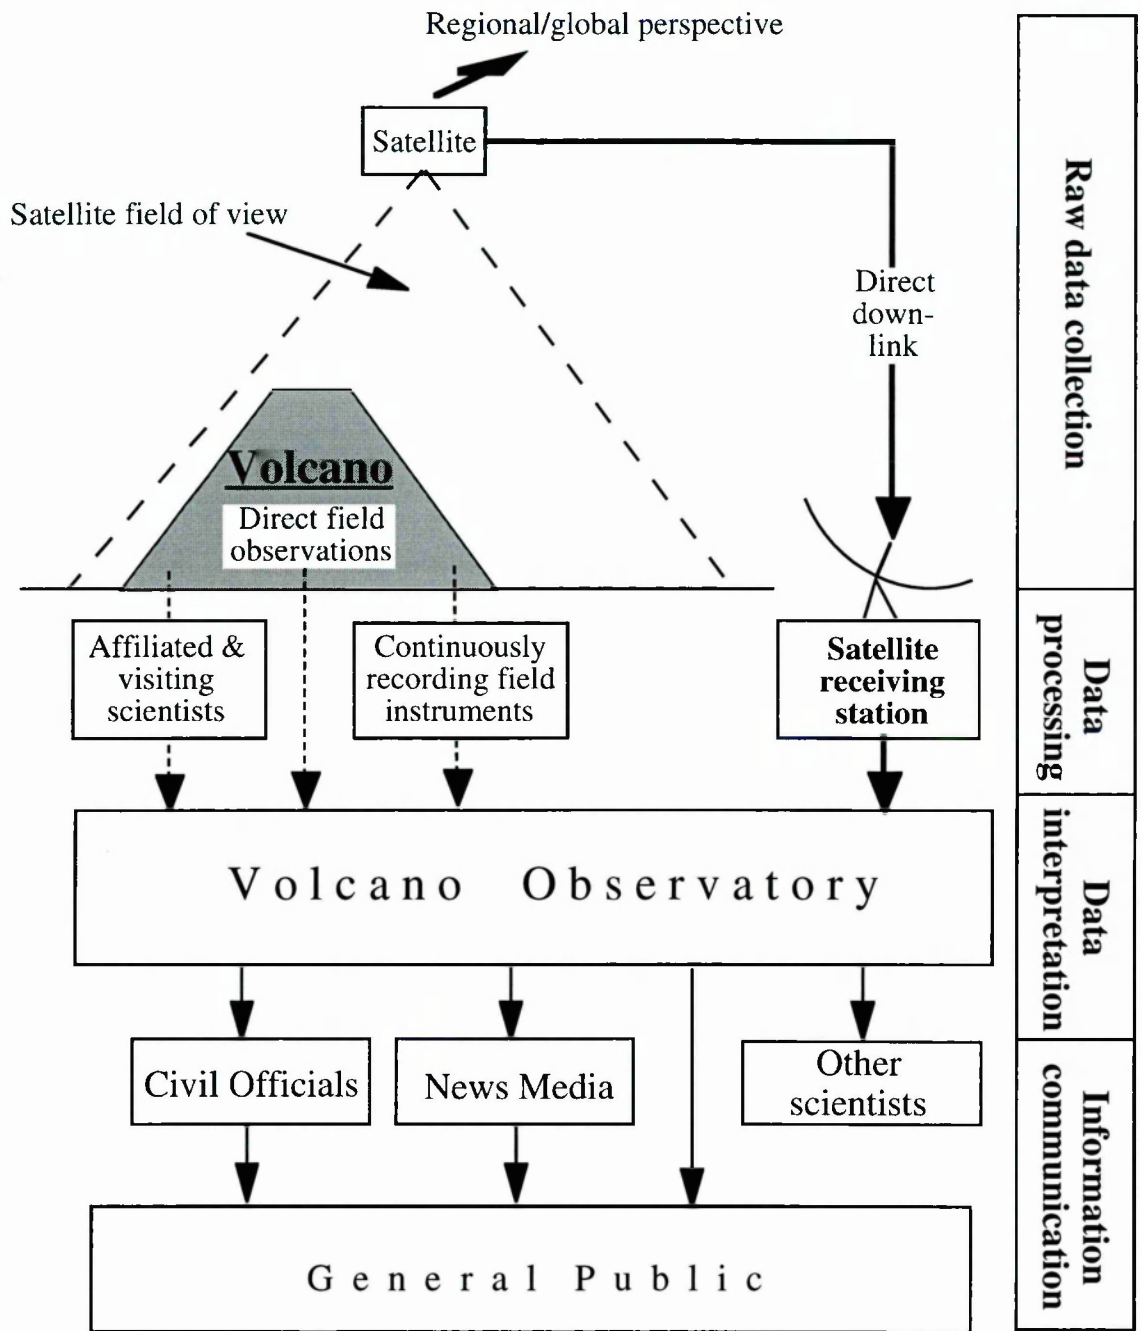 Regional/global perspective
Satellite
Satellite field of view
Direct
down-
link
Volcano
Direct field
observations
Affiliated &
visiting
scientists
Continuously
recording field
instruments
Satellite
receiving
station
Volcano Observatory
Civil Officials
News Media
Other
scientists
General Public
Raw data collection
Data
processing
Data
interpretation
Information
communication